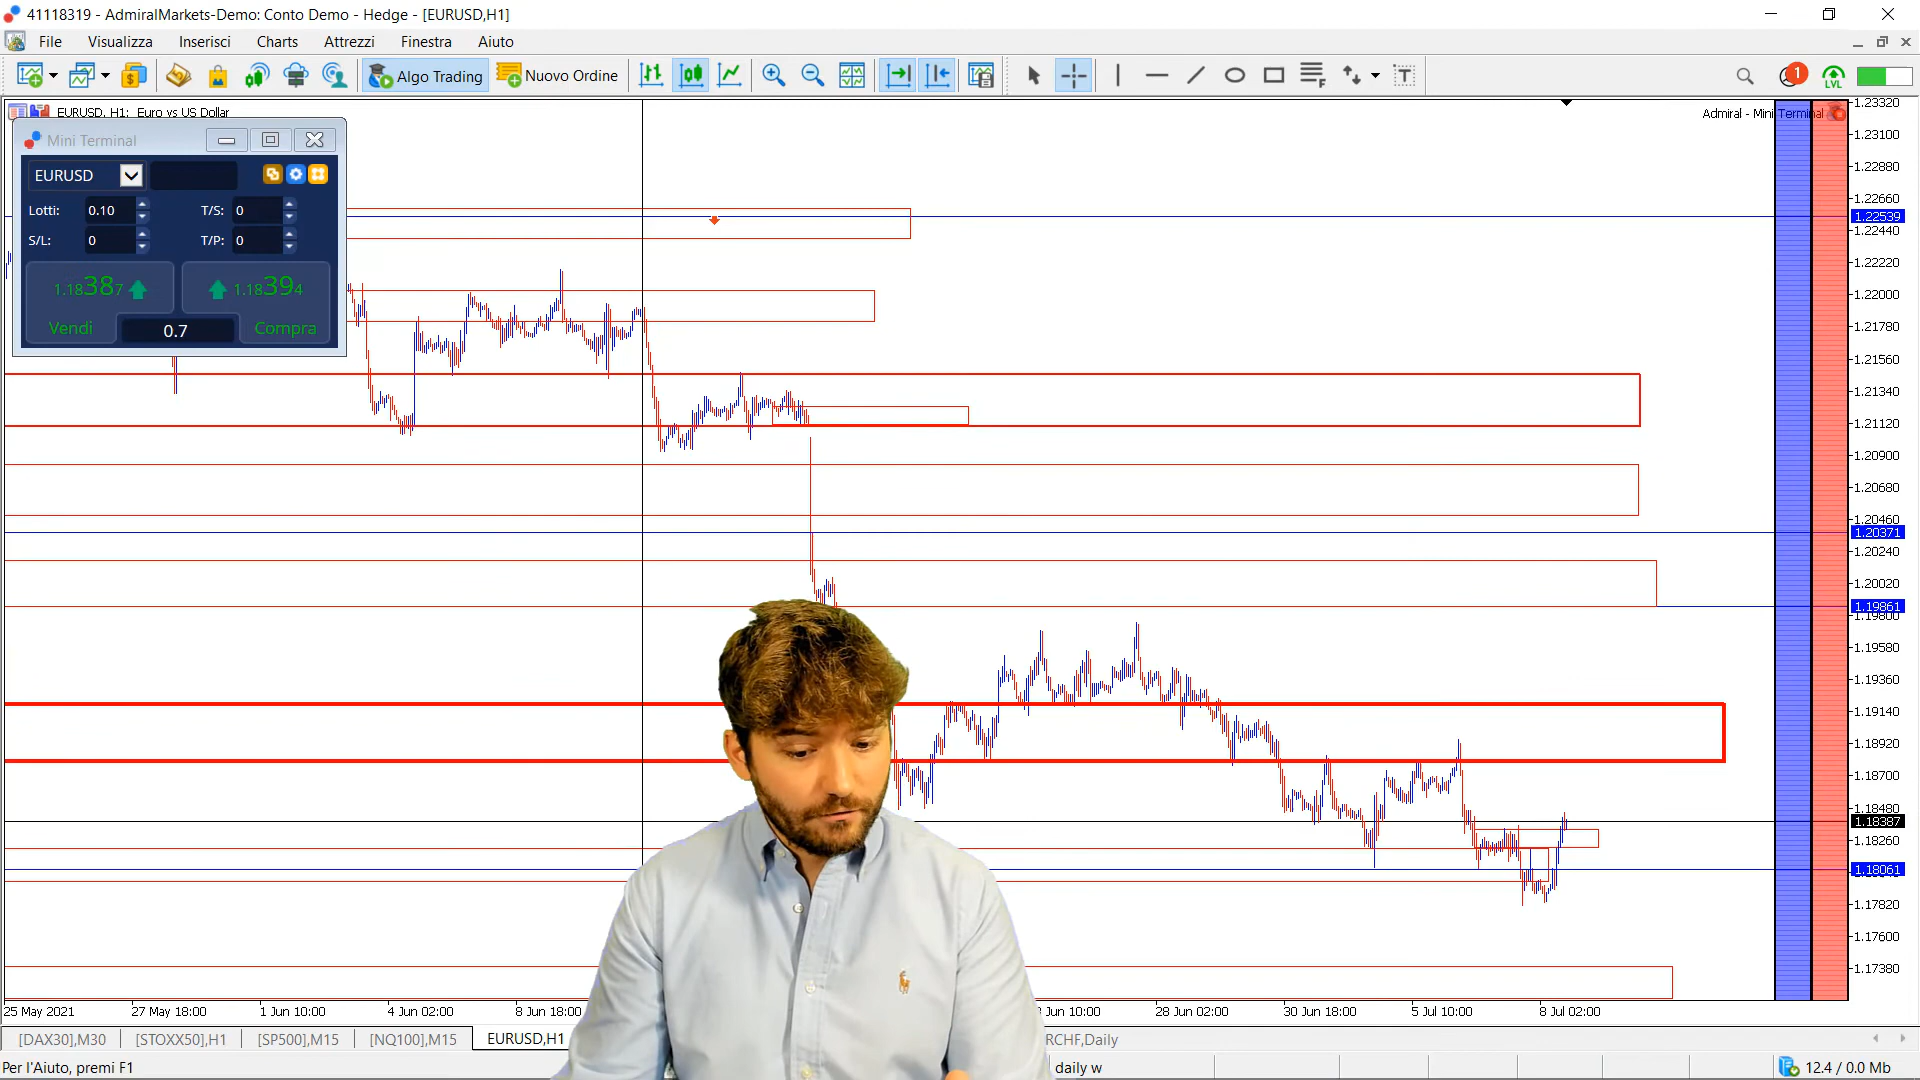 41118319 - AdmiralMarkets-Demo: Conto Demo - Hedge - [EURUSD,H1]
File Visualizza Inserisci Charts Attrezzi Finestra Aiuto
Algo Trading Nuovo Ordine 1 LVL
EURUSD, H1: Euro vs US Dollar
Admiral - Mini Terminal
Mini Terminal
EURUSD
Lotti: 0.10 T/S: 0
S/L: 0 T/P: 0
1.18387 1.18394
Vendi 0.7 Compra
1.23320
1.23100
1.22880
1.22660
1.22539
1.22440
1.22220
1.22000
1.21780
1.21560
1.21340
1.21120
1.20900
1.20680
1.20460
1.20371
1.20240
1.20020
1.19861
1.19800
1.19580
1.19360
1.19140
1.18920
1.18700
1.18480
1.18387
1.18260
1.18061
1.17820
1.17600
1.17380
25 May 2021 27 May 18:00 1 Jun 10:00 4 Jun 02:00 8 Jun 18:00 Jun 10:00 28 Jun 02:00 30 Jun 18:00 5 Jul 10:00 8 Jul 02:00
[DAX30],M30 [STOXX50],H1 [SP500],M15 [NQ100],M15 EURUSD,H1 RCHF,Daily
Per l'Aiuto, premi F1 daily w 12.4 / 0.0 Mb